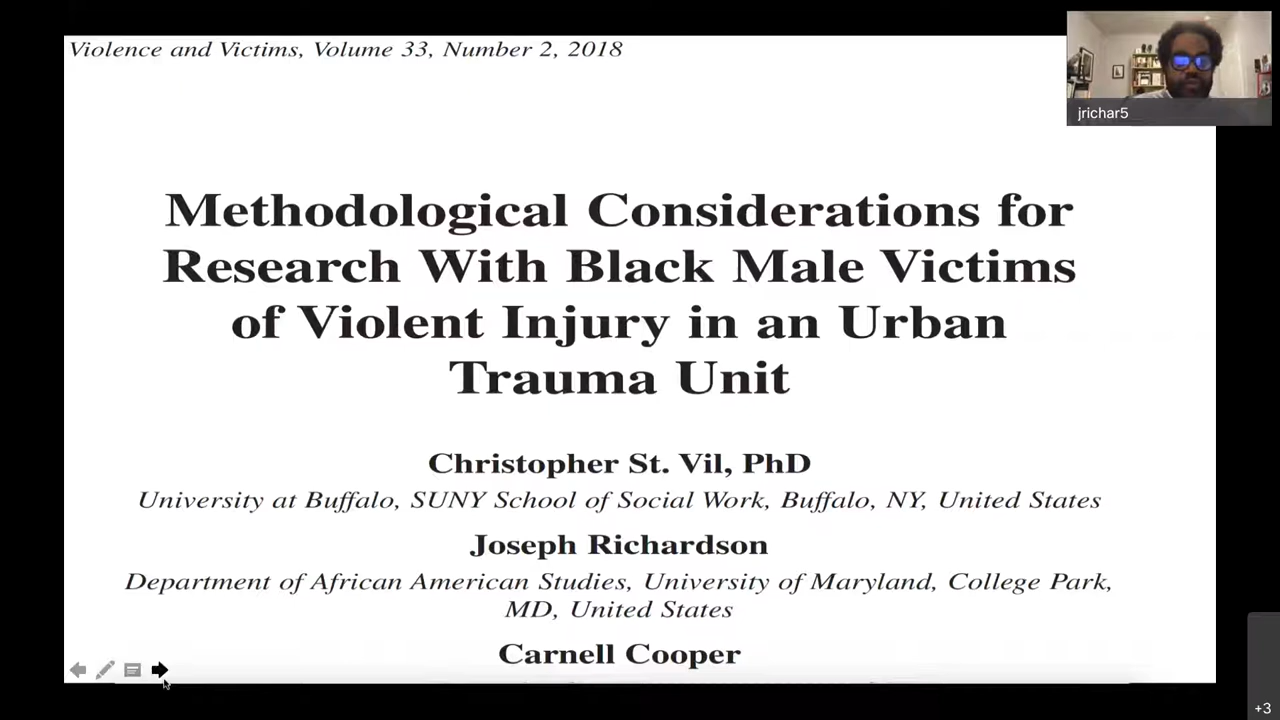 Violence and Victims, Volume 33, Number 2, 2018
jrichar5
Methodological Considerations for
Research With Black Male Victims
of Violent Injury in an Urban
Trauma Unit
Christopher St. Vil, PhD
University at Buffalo, SUNY School of Social Work, Buffalo, NY, United States
Joseph Richardson
Department of African American Studies, University of Maryland, College Park,
MD, United States
Carnell Cooper
+3